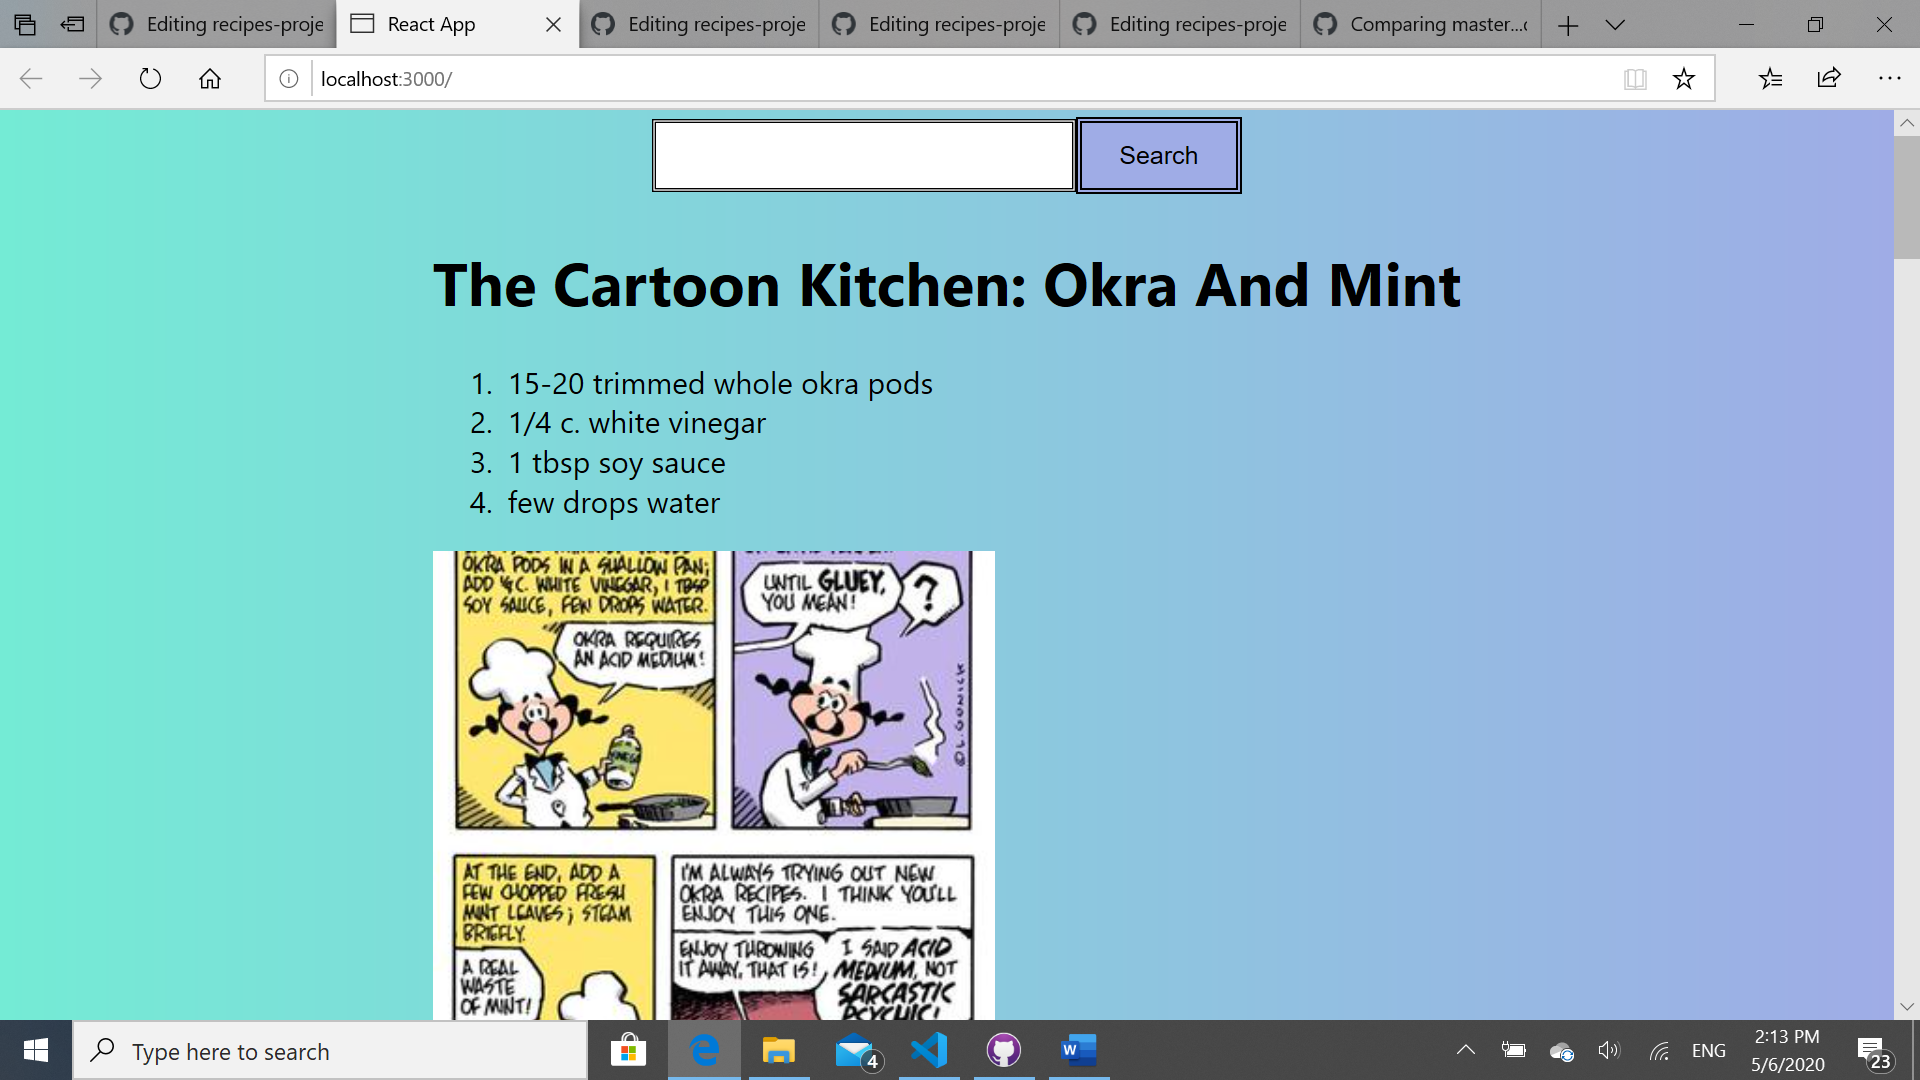 Editing recipes-proje
React App
Editing recipes-proje
Editing recipes-proje
Editing recipes-proje
Comparing master...c
localhost:3000/
Search
The Cartoon Kitchen: Okra And Mint
1. 15-20 trimmed whole okra pods
2. 1/4 c. white vinegar
3. 1 tbsp soy sauce
4. few drops water
OKRA PODS IN A SHALLOW PAN;
ADD ¼ C. WHITE VINEGAR, 1 TBSP
SOY SAUCE, FEW DROPS WATER.
OKRA REQUIRES
AN ACID MEDIUM!
VINEGAR
UNTIL GLUEY,
YOU MEAN!
?
©L.GONICK
AT THE END, ADD A
FEW CHOPPED FRESH
MINT LEAVES; STEAM
BRIEFLY.
A REAL
WASTE
OF MINT!
I'M ALWAYS TRYING OUT NEW
OKRA RECIPES. I THINK YOU'LL
ENJOY THIS ONE.
ENJOY THROWING
IT AWAY, THAT IS!
I SAID ACID
MEDIUM, NOT
SARCASTIC
PSYCHIC!
Type here to search
4
W
ENG
2:13 PM
5/6/2020
23